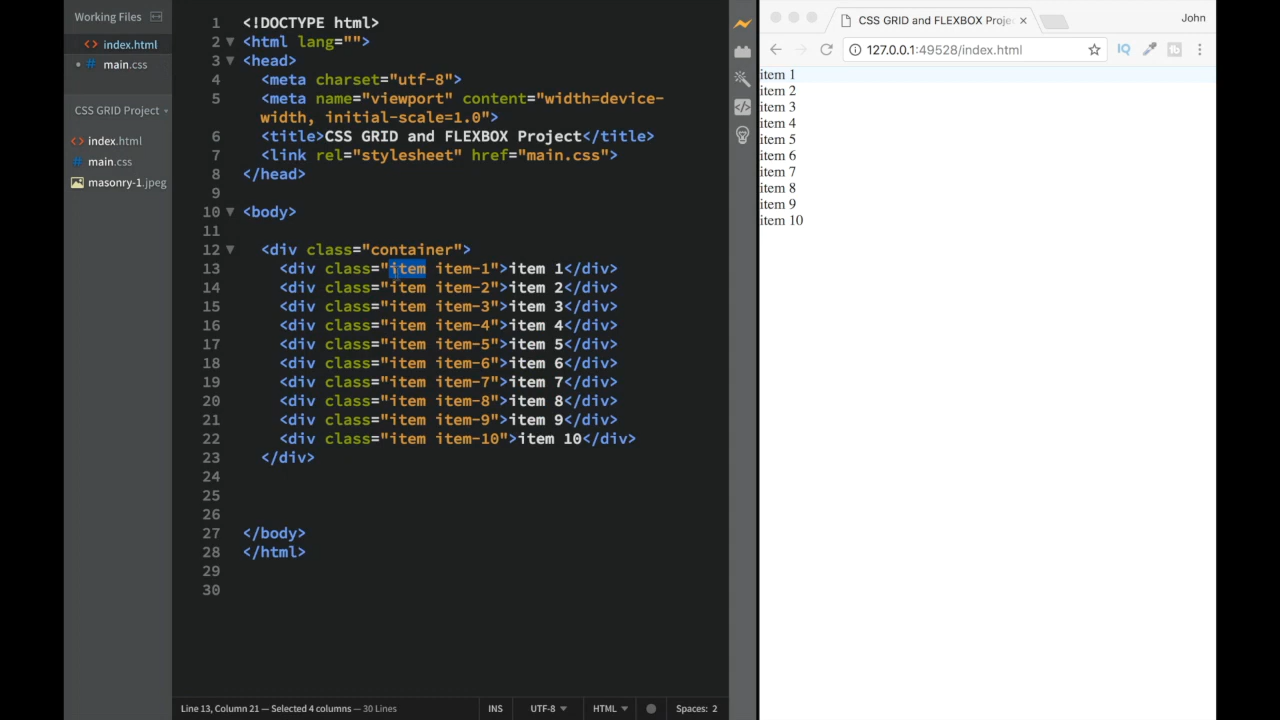 Working Files
index.html
main.css
CSS GRID Project
index.html
main.css
masonry-1.jpeg
1 <!DOCTYPE html>
2 <html lang="">
3 <head>
4 <meta charset="utf-8">
5 <meta name="viewport" content="width=device-
width, initial-scale=1.0">
6 <title>CSS GRID and FLEXBOX Project</title>
7 <link rel="stylesheet" href="main.css">
8 </head>
9
10 <body>
11
12 <div class="container">
13 <div class="item item-1">item 1</div>
14 <div class="item item-2">item 2</div>
15 <div class="item item-3">item 3</div>
16 <div class="item item-4">item 4</div>
17 <div class="item item-5">item 5</div>
18 <div class="item item-6">item 6</div>
19 <div class="item item-7">item 7</div>
20 <div class="item item-8">item 8</div>
21 <div class="item item-9">item 9</div>
22 <div class="item item-10">item 10</div>
23 </div>
24
25
26
27 </body>
28 </html>
29
30
Line 13, Column 21 — Selected 4 columns — 30 Lines
INS
UTF-8
HTML
Spaces: 2
CSS GRID and FLEXBOX Proje
John
127.0.0.1:49528/index.html
IQ
tb
item 1
item 2
item 3
item 4
item 5
item 6
item 7
item 8
item 9
item 10